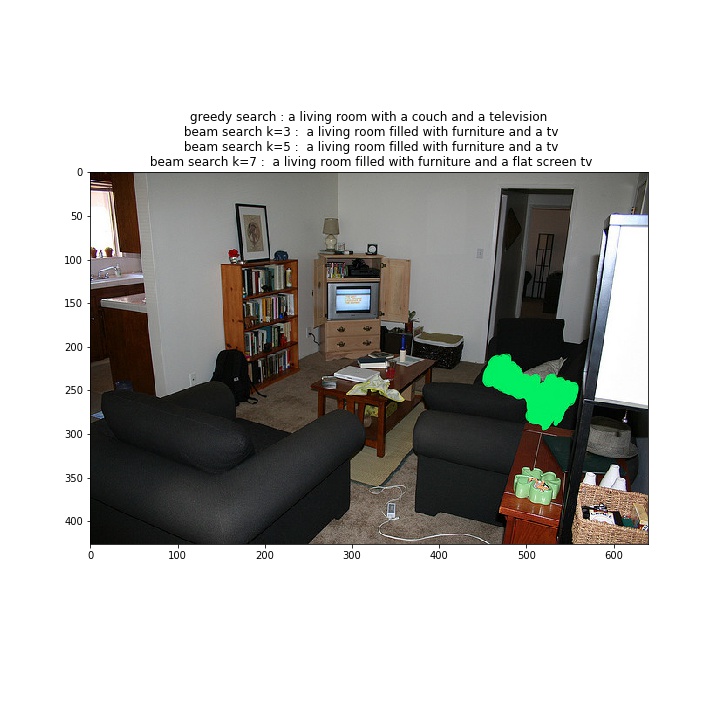 greedy search : a living room with a couch and a television
beam search k=3 :  a living room filled with furniture and a tv
beam search k=5 :  a living room filled with furniture and a tv
beam search k=7 :  a living room filled with furniture and a flat screen tv
0
50
100
150
200
250
300
350
400
0 100 200 300 400 500 600